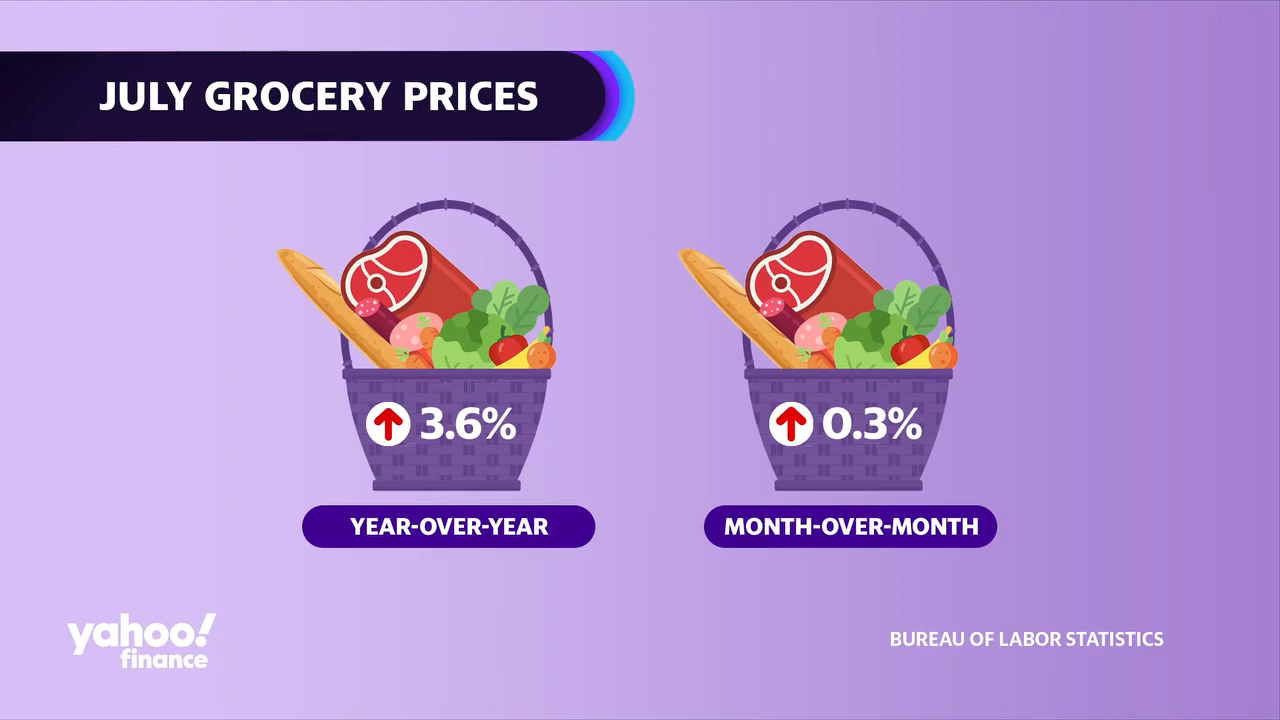 JULY GROCERY PRICES
3.6%
0.3%
YEAR-OVER-YEAR
MONTH-OVER-MONTH
yahoo!
finance
BUREAU OF LABOR STATISTICS